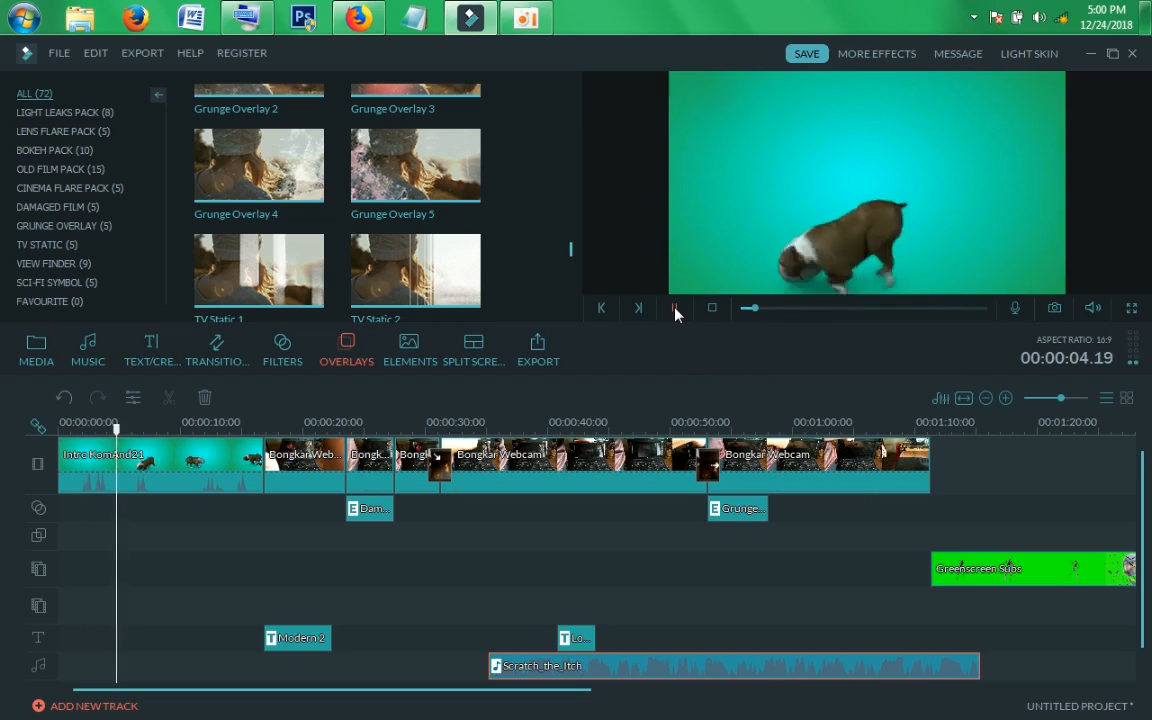 5:00 PM
12/24/2018
FILE EDIT EXPORT HELP REGISTER
SAVE MORE EFFECTS MESSAGE LIGHT SKIN
ALL (72)
LIGHT LEAKS PACK (8)
LENS FLARE PACK (5)
BOKEH PACK (10)
OLD FILM PACK (15)
CINEMA FLARE PACK (5)
DAMAGED FILM (5)
GRUNGE OVERLAY (5)
TV STATIC (5)
VIEW FINDER (9)
SCI-FI SYMBOL (5)
FAVOURITE (0)
Grunge Overlay 2 Grunge Overlay 3
Grunge Overlay 4 Grunge Overlay 5
TV Static 1 TV Static 2
MEDIA MUSIC TEXT/CRE... TRANSITIO... FILTERS OVERLAYS ELEMENTS SPLIT SCRE... EXPORT
ASPECT RATIO: 16:9
00:00:04.19
00:00:00:00 00:00:10:00 00:00:20:00 00:00:30:00 00:00:40:00 00:00:50:00 00:01:00:00 00:01:10:00 00:01:20:00
Intro KomAnd21 Bongkar Web... Bongk... Bong Bongkar Webcam Bongkar Webcam
E Dam... E Grunge...
Greenscreen Subs
T Modern 2 T Lo...
Scratch_the_Itch
ADD NEW TRACK
UNTITLED PROJECT *